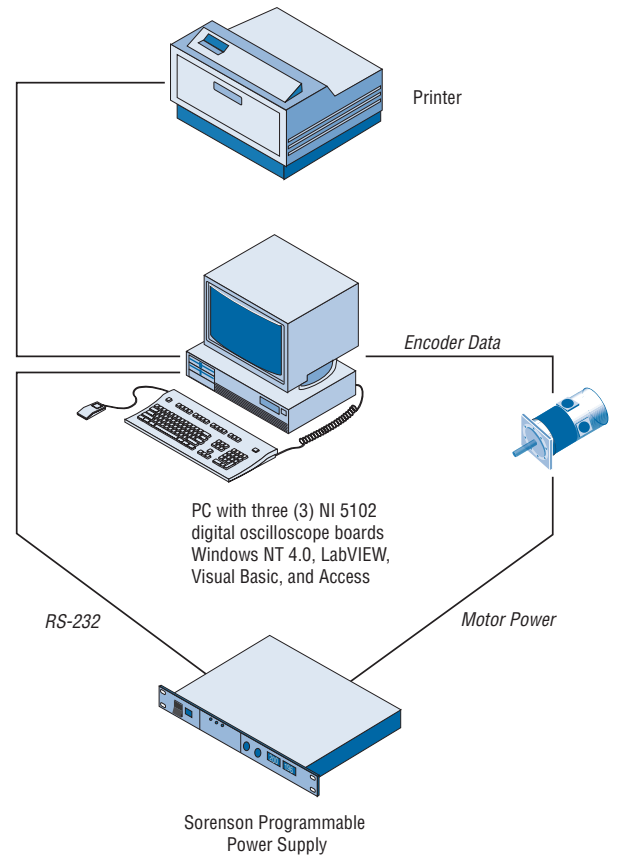 Printer
Encoder Data
PC with three (3) NI 5102
digital oscilloscope boards
Windows NT 4.0, LabVIEW,
Visual Basic, and Access
RS-232
Motor Power
Sorenson Programmable
Power Supply